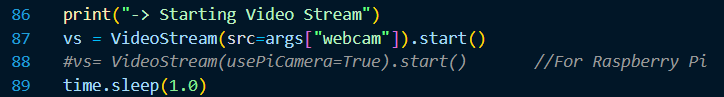 86 print("-> Starting Video Stream")
87 vs = VideoStream(src=args["webcam"]).start()
88 #vs= VideoStream(usePiCamera=True).start() //For Raspberry Pi
89 time.sleep(1.0)